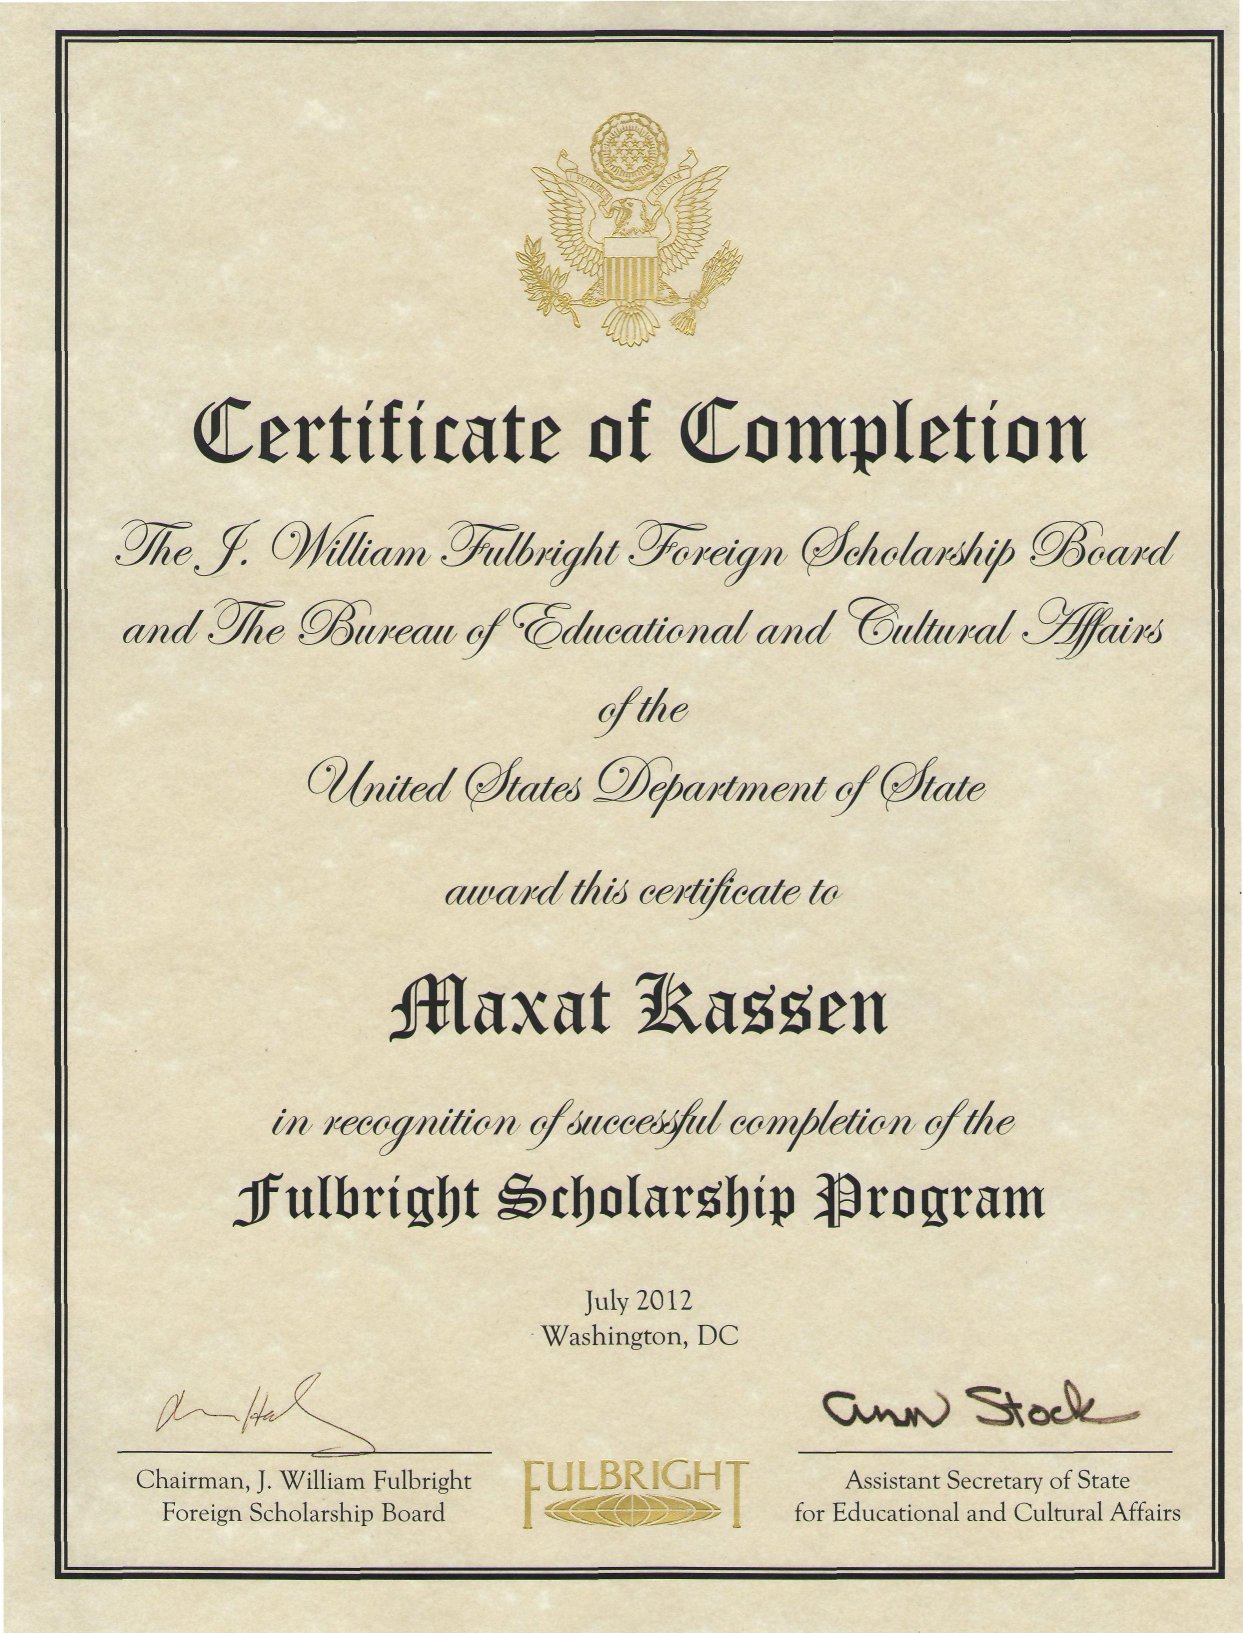 Certificate of Completion
The J. William Fulbright Foreign Scholarship Board
and The Bureau of Educational and Cultural Affairs
of the
United States Department of State
award this certificate to
Maxat Kassen
in recognition of successful completion of the
Fulbright Scholarship Program
July 2012
Washington, DC
Ann Stock
Chairman, J. William Fulbright
Foreign Scholarship Board
FULBRIGHT
Assistant Secretary of State
for Educational and Cultural Affairs